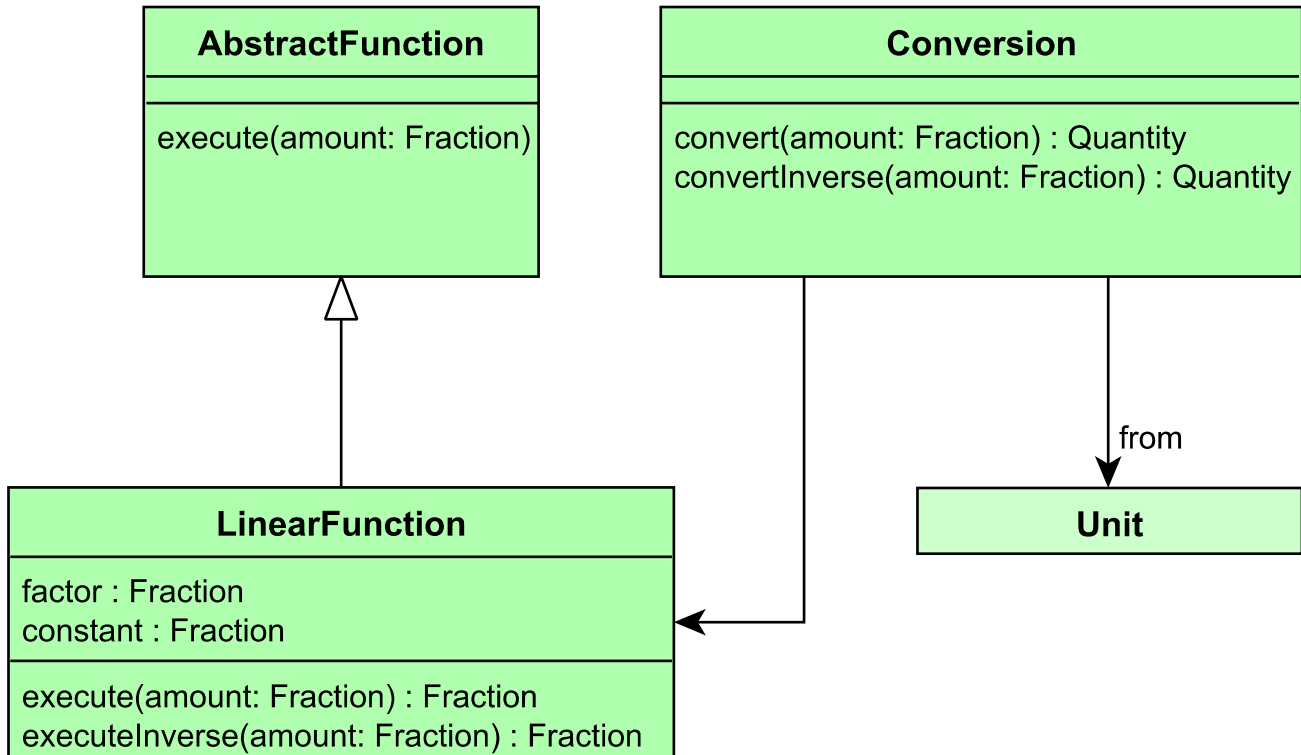 AbstractFunction
execute(amount: Fraction)
Conversion
convert(amount: Fraction) : Quantity
convertInverse(amount: Fraction) : Quantity
from
LinearFunction
factor : Fraction
constant : Fraction
execute(amount: Fraction) : Fraction
executeInverse(amount: Fraction) : Fraction
Unit